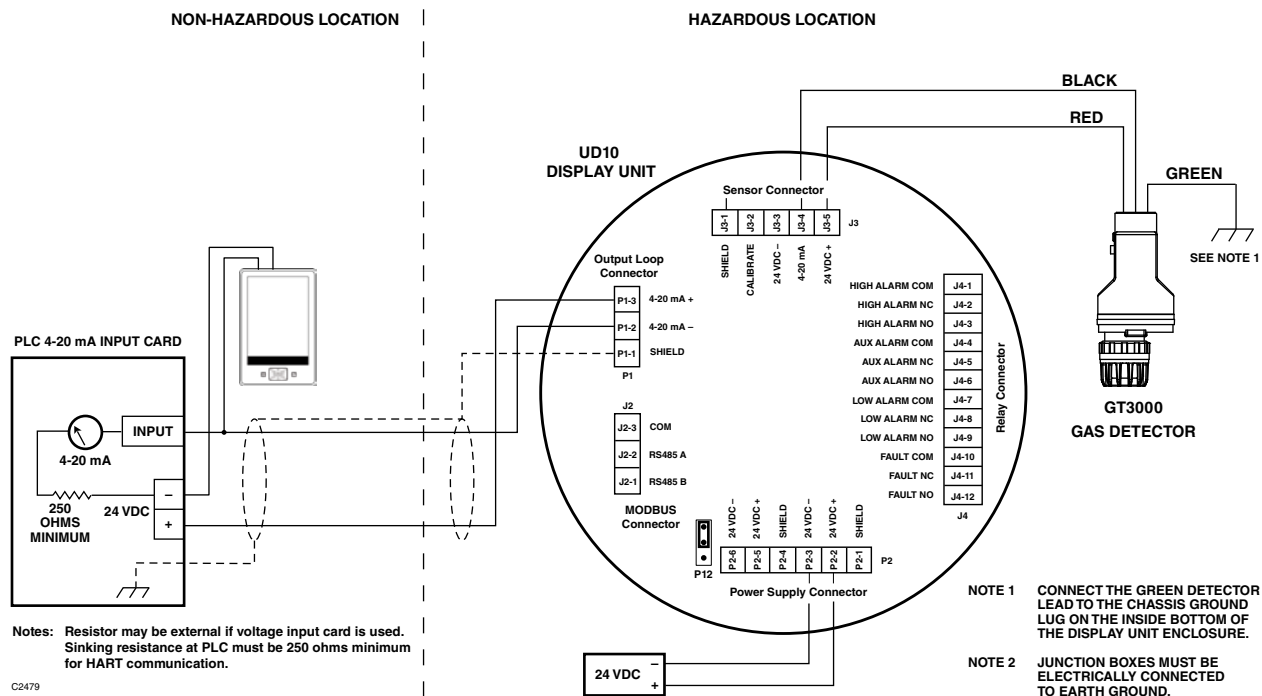 NON-HAZARDOUS LOCATION
HAZARDOUS LOCATION
BLACK
RED
GREEN
SEE NOTE 1
UD10
DISPLAY UNIT
Sensor Connector
J3-1
J3-2
J3-3
J3-4
J3-5
J3
SHIELD
CALIBRATE
24 VDC –
4-20 mA
24 VDC +
Output Loop
Connector
P1-3
4-20 mA +
P1-2
4-20 mA –
P1-1
SHIELD
P1
J2
J2-3
COM
J2-2
RS485 A
J2-1
RS485 B
MODBUS
Connector
HIGH ALARM COM
J4-1
HIGH ALARM NC
J4-2
HIGH ALARM NO
J4-3
AUX ALARM COM
J4-4
AUX ALARM NC
J4-5
AUX ALARM NO
J4-6
LOW ALARM COM
J4-7
LOW ALARM NC
J4-8
LOW ALARM NO
J4-9
FAULT COM
J4-10
FAULT NC
J4-11
FAULT NO
J4-12
J4
Relay Connector
GT3000
GAS DETECTOR
PLC 4-20 mA INPUT CARD
INPUT
4-20 mA
250
OHMS
MINIMUM
24 VDC
–
+
P12
24 VDC –
24 VDC +
SHIELD
24 VDC –
24 VDC +
SHIELD
P2-6
P2-5
P2-4
P2-3
P2-2
P2-1
P2
Power Supply Connector
24 VDC
–
+
Notes: Resistor may be external if voltage input card is used.
Sinking resistance at PLC must be 250 ohms minimum
for HART communication.
C2479
NOTE 1 CONNECT THE GREEN DETECTOR
LEAD TO THE CHASSIS GROUND
LUG ON THE INSIDE BOTTOM OF
THE DISPLAY UNIT ENCLOSURE.
NOTE 2 JUNCTION BOXES MUST BE
ELECTRICALLY CONNECTED
TO EARTH GROUND.